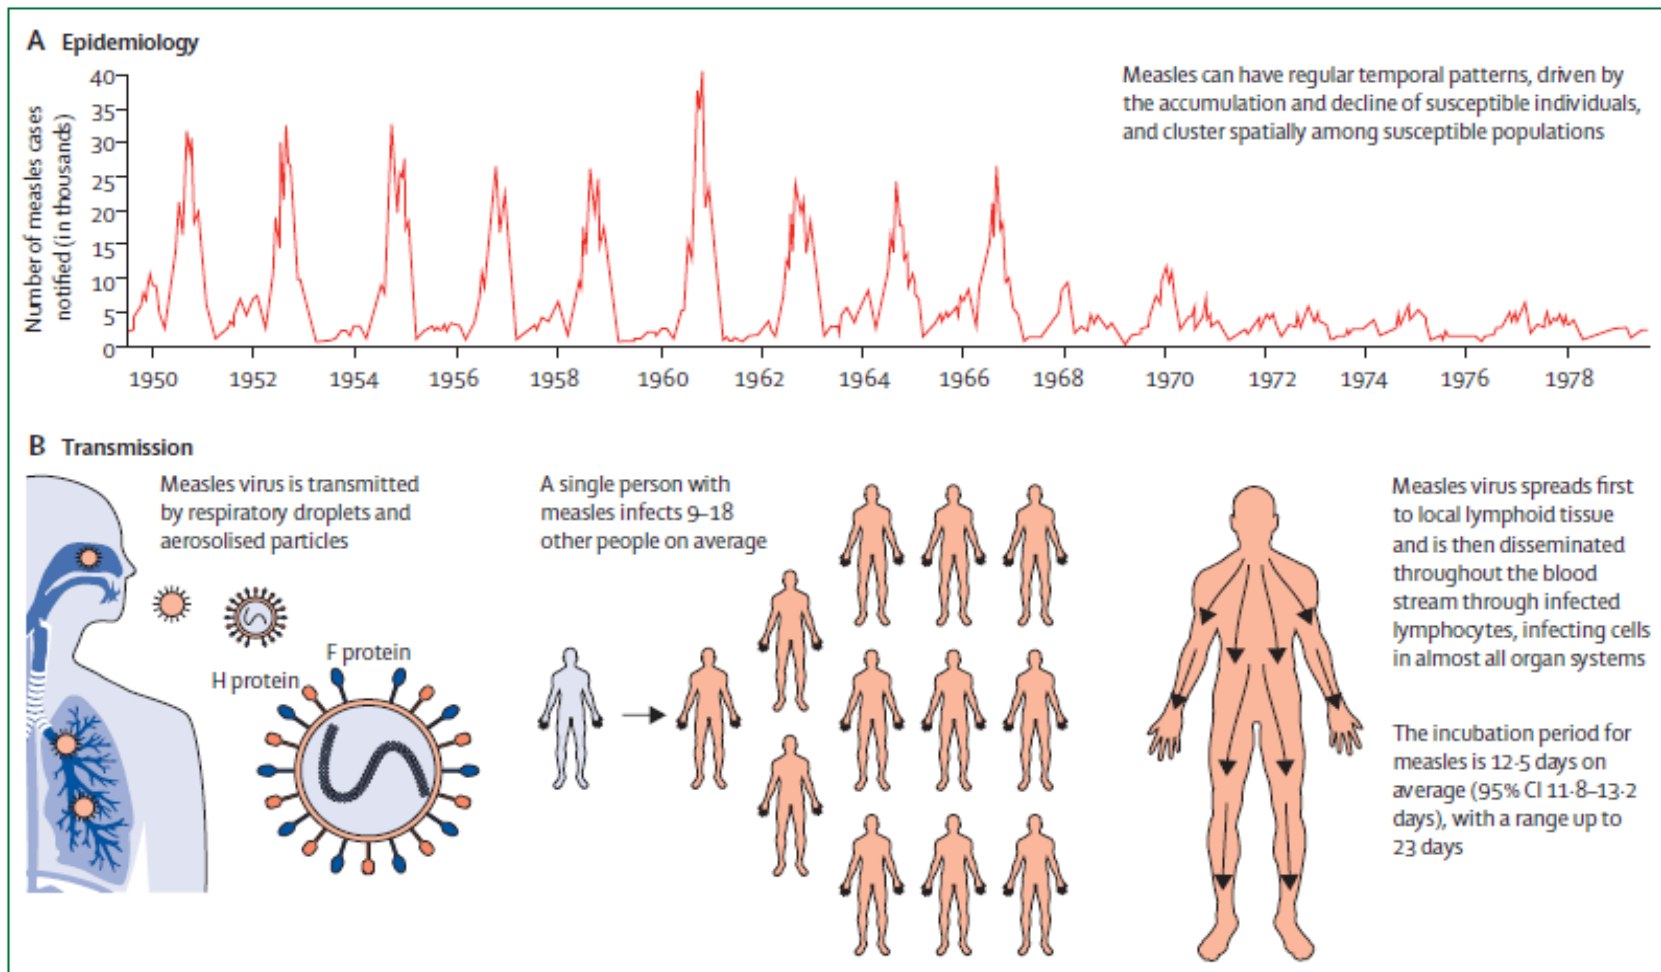 A Epidemiology
Number of measles cases
notified (in thousands)
40
35
30
25
20
15
10
5
0
1950 1952 1954 1956 1958 1960 1962 1964 1966 1968 1970 1972 1974 1976 1978
Measles can have regular temporal patterns, driven by
the accumulation and decline of susceptible individuals,
and cluster spatially among susceptible populations
B Transmission
Measles virus is transmitted
by respiratory droplets and
aerosolised particles
F protein
H protein
A single person with
measles infects 9–18
other people on average
Measles virus spreads first
to local lymphoid tissue
and is then disseminated
throughout the blood
stream through infected
lymphocytes, infecting cells
in almost all organ systems
The incubation period for
measles is 12·5 days on
average (95% CI 11·8–13·2
days), with a range up to
23 days